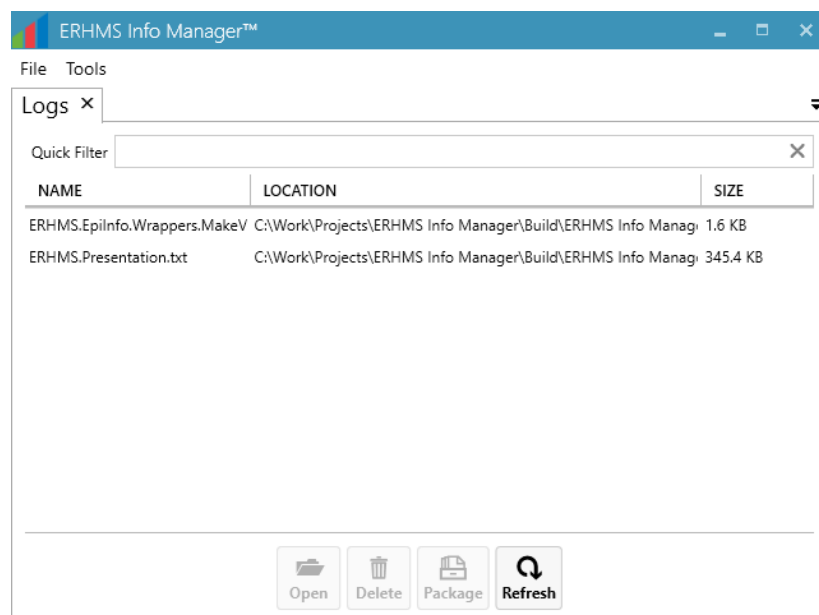 ERHMS Info Manager™
File Tools
Logs
Quick Filter
NAME LOCATION SIZE
ERHMS.EpiInfo.Wrappers.MakeV C:\Work\Projects\ERHMS Info Manager\Build\ERHMS Info Manag 1.6 KB
ERHMS.Presentation.txt C:\Work\Projects\ERHMS Info Manager\Build\ERHMS Info Manag 345.4 KB
Open Delete Package Refresh